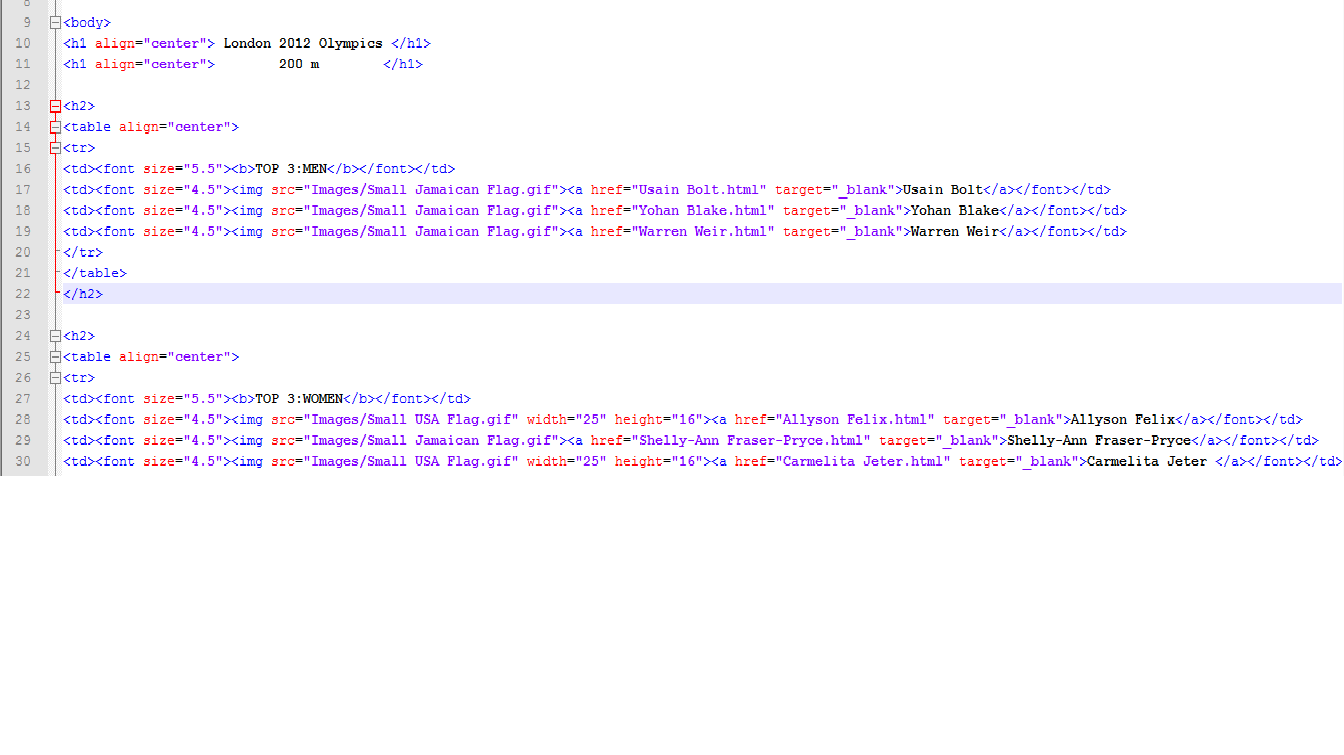 8
9 <body>
10 <h1 align="center"> London 2012 Olympics </h1>
11 <h1 align="center">        200 m        </h1>
12
13 <h2>
14 <table align="center">
15 <tr>
16 <td><font size="5.5"><b>TOP 3:MEN</b></font></td>
17 <td><font size="4.5"><img src="Images/Small Jamaican Flag.gif"><a href="Usain Bolt.html" target="_blank">Usain Bolt</a></font></td>
18 <td><font size="4.5"><img src="Images/Small Jamaican Flag.gif"><a href="Yohan Blake.html" target="_blank">Yohan Blake</a></font></td>
19 <td><font size="4.5"><img src="Images/Small Jamaican Flag.gif"><a href="Warren Weir.html" target="_blank">Warren Weir</a></font></td>
20 </tr>
21 </table>
22 </h2>
23
24 <h2>
25 <table align="center">
26 <tr>
27 <td><font size="5.5"><b>TOP 3:WOMEN</b></font></td>
28 <td><font size="4.5"><img src="Images/Small USA Flag.gif" width="25" height="16"><a href="Allyson Felix.html" target="_blank">Allyson Felix</a></font></td>
29 <td><font size="4.5"><img src="Images/Small Jamaican Flag.gif"><a href="Shelly-Ann Fraser-Pryce.html" target="_blank">Shelly-Ann Fraser-Pryce</a></font></td>
30 <td><font size="4.5"><img src="Images/Small USA Flag.gif" width="25" height="16"><a href="Carmelita Jeter.html" target="_blank">Carmelita Jeter </a></font></td>